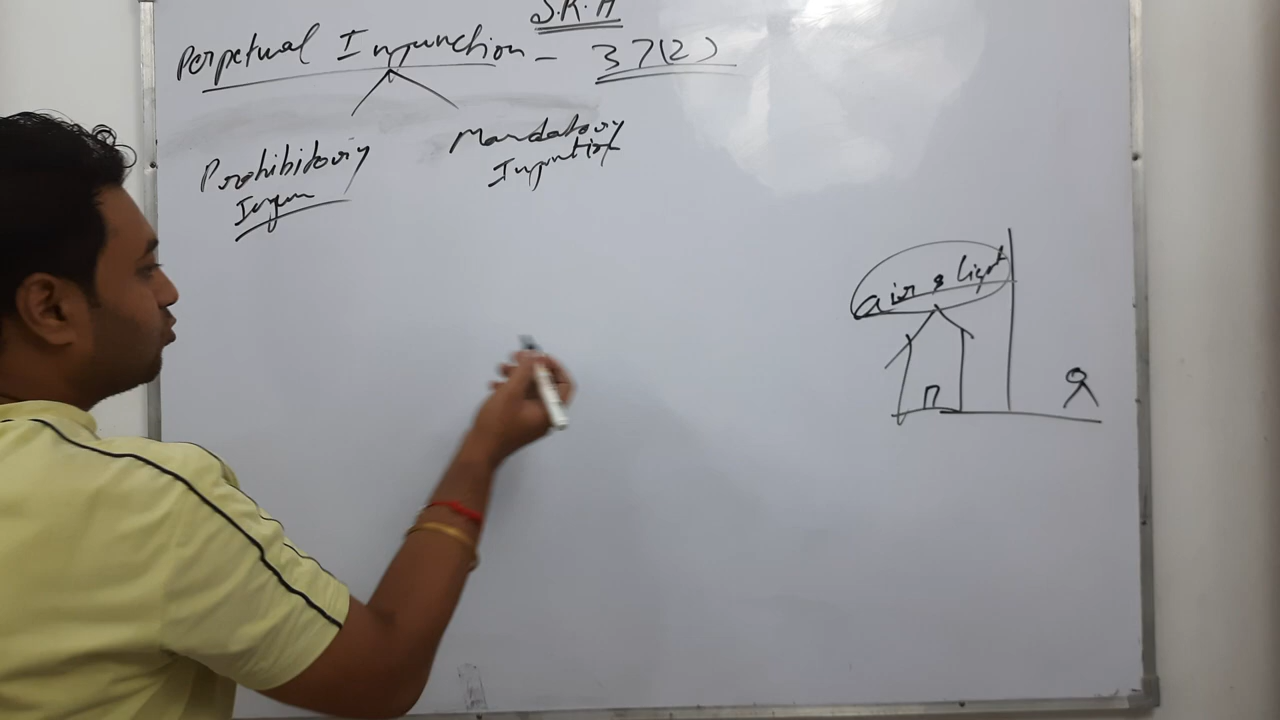 S.R.A
Perpetual Injunction - 37(2)
Prohibitory
Injun
Mandatory
Injunction
air & light